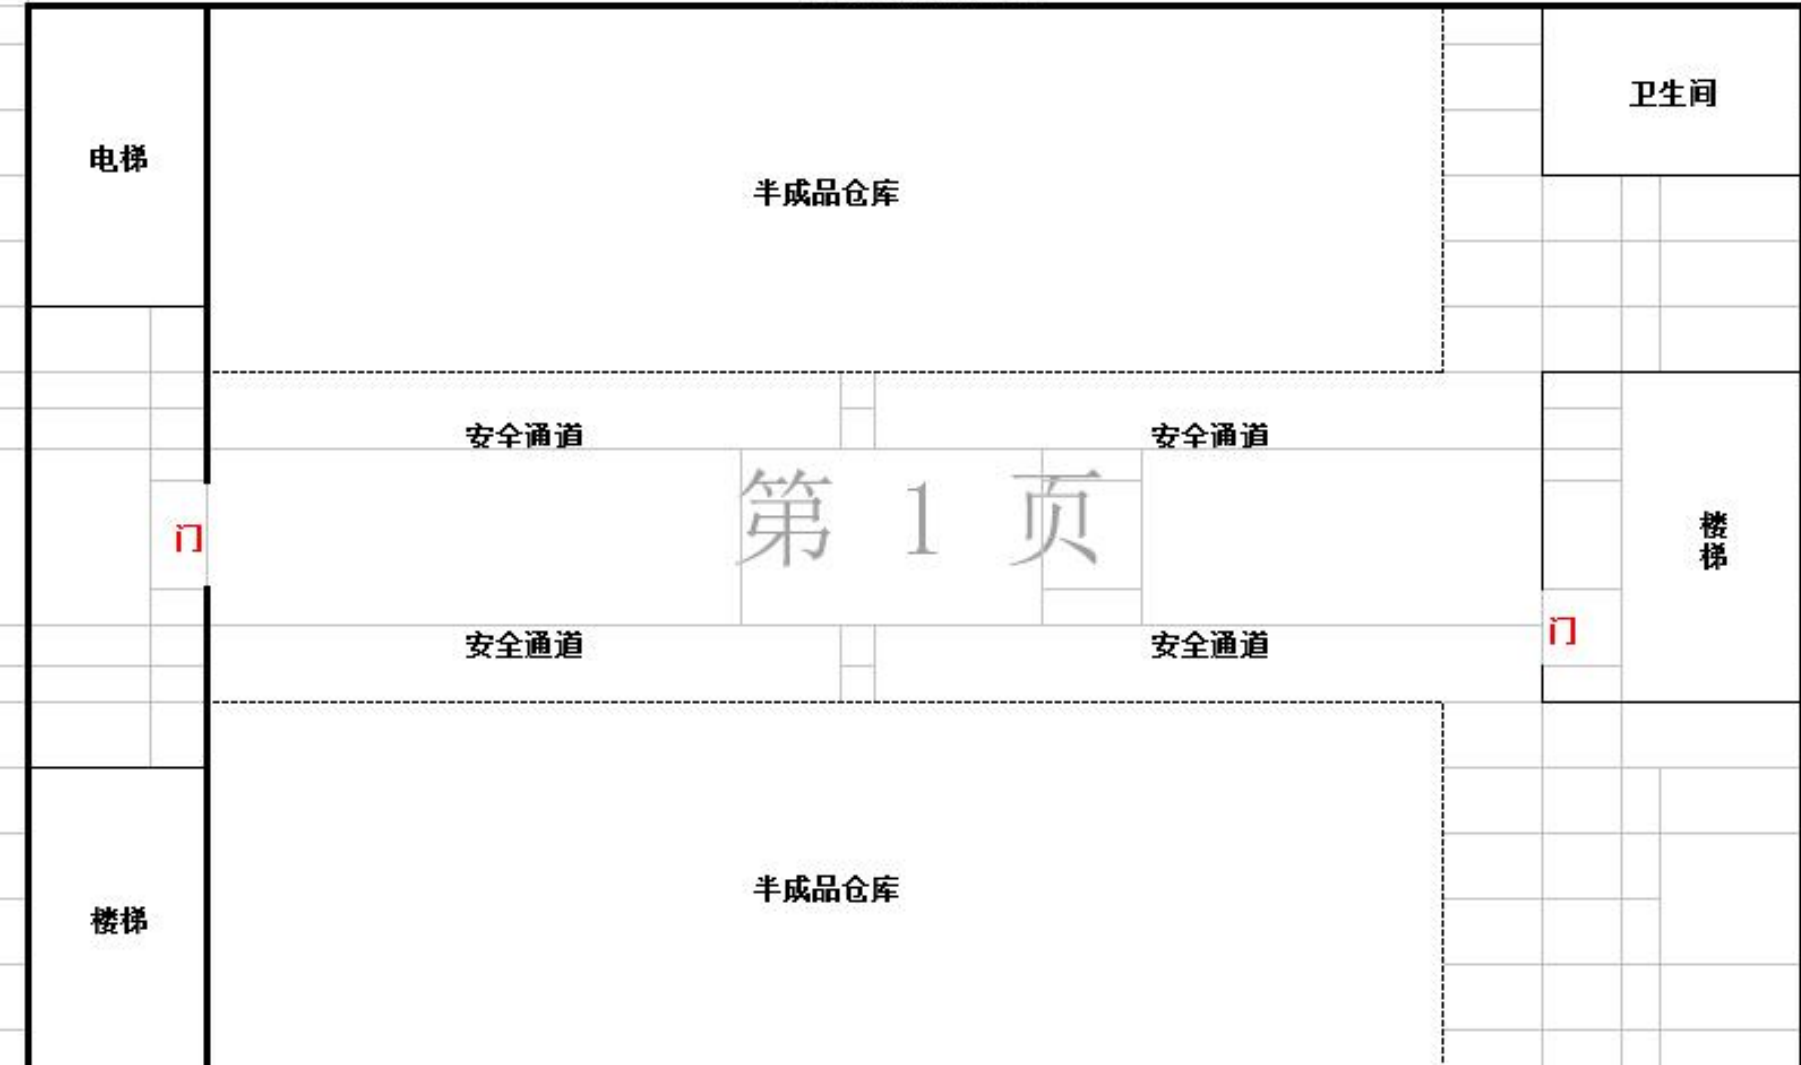 卫生间
电梯
半成品仓库
安全通道
安全通道
第 1 页
门
楼梯
门
安全通道
安全通道
半成品仓库
楼梯